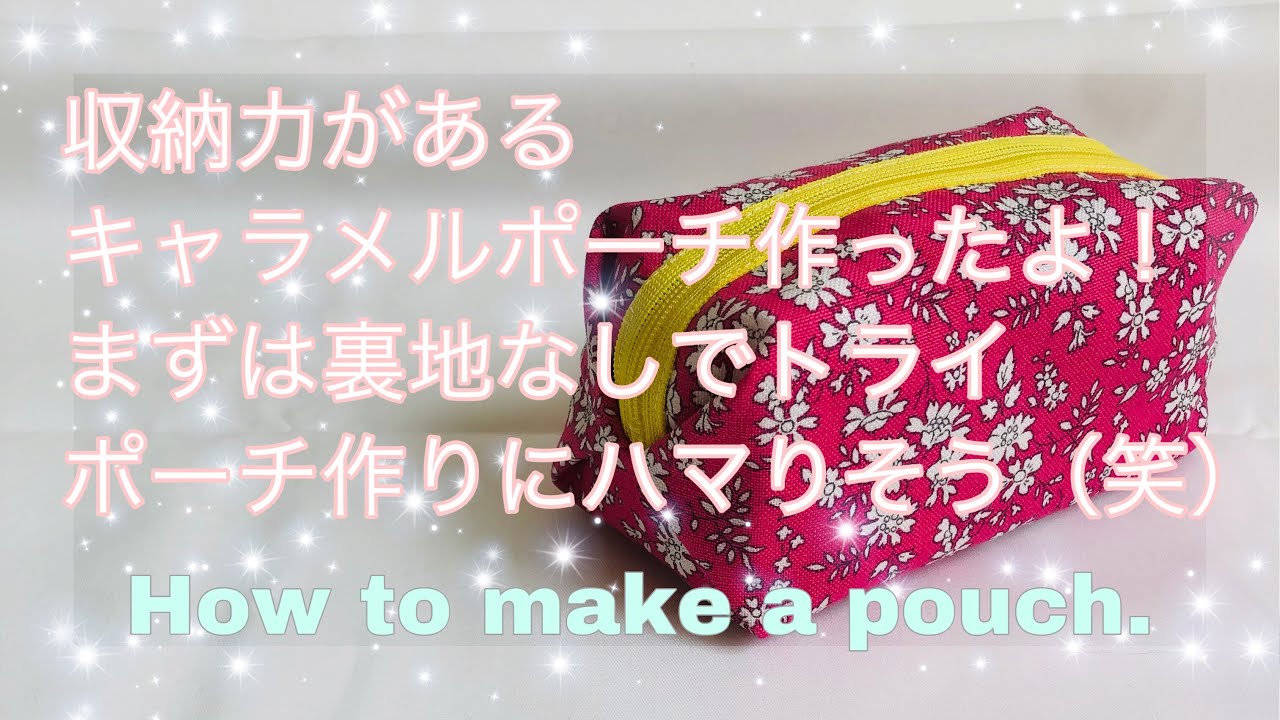 収納力がある
キャラメルポーチ作ったよ！
まずは裏地なしでトライ
ポーチ作りにハマりそう（笑）
How to make a pouch.